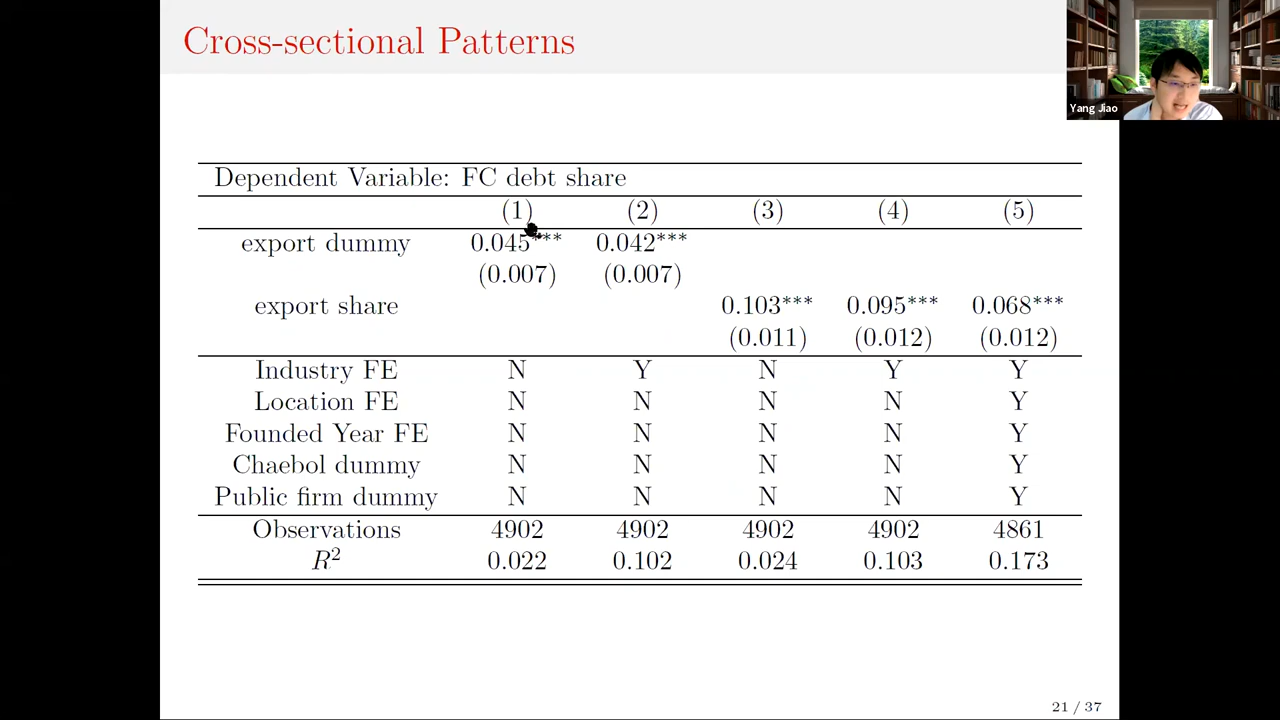 Cross-sectional Patterns
Yang Jiao
Dependent Variable: FC debt share
(1) (2) (3) (4) (5)
export dummy 0.045*** 0.042***
(0.007) (0.007)
export share 0.103*** 0.095*** 0.068***
(0.011) (0.012) (0.012)
Industry FE N Y N Y Y
Location FE N N N N Y
Founded Year FE N N N N Y
Chaebol dummy N N N N Y
Public firm dummy N N N N Y
Observations 4902 4902 4902 4902 4861
R² 0.022 0.102 0.024 0.103 0.173
21 / 37